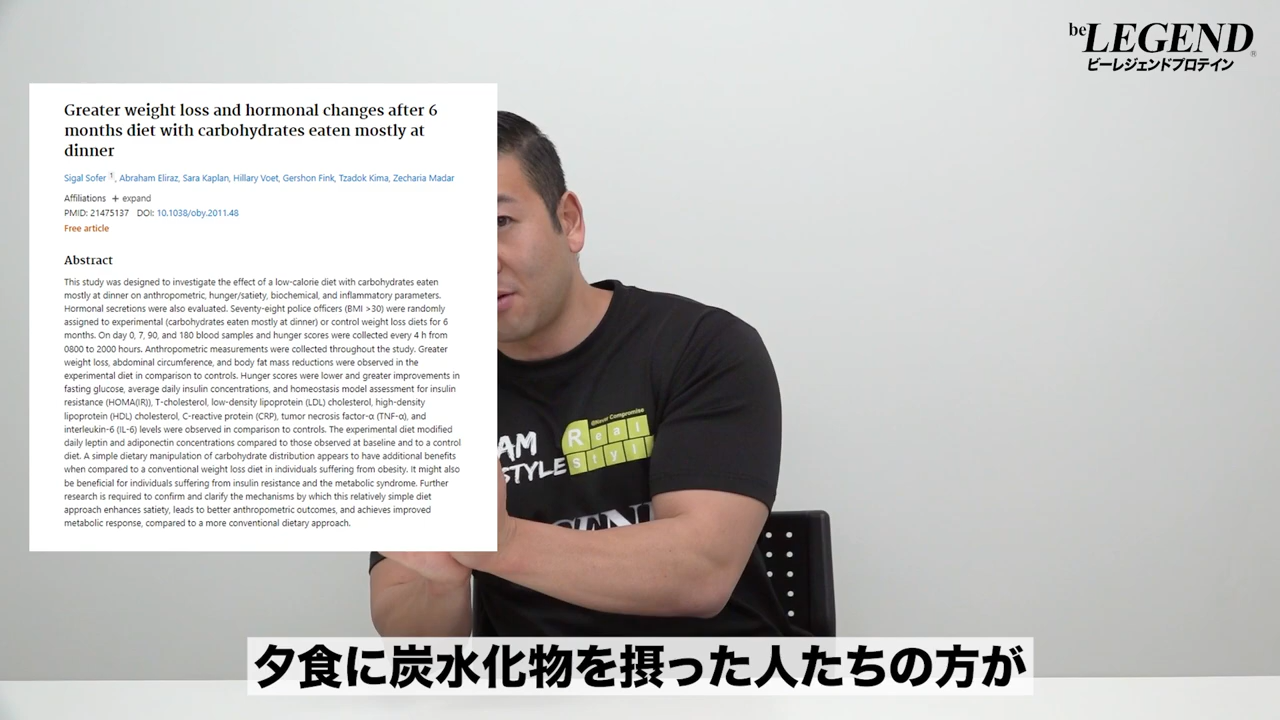 be LEGEND®
ビーレジェンドプロテイン
Greater weight loss and hormonal changes after 6
months diet with carbohydrates eaten mostly at
dinner
Sigal Sofer 1, Abraham Eliraz, Sara Kaplan, Hillary Voet, Gershon Fink, Tzadok Kima, Zecharia Madar
Affiliations + expand
PMID: 21475137 DOI: 10.1038/oby.2011.48
Free article
Abstract
This study was designed to investigate the effect of a low-calorie diet with carbohydrates eaten
mostly at dinner on anthropometric, hunger/satiety, biochemical, and inflammatory parameters.
Hormonal secretions were also evaluated. Seventy-eight police officers (BMI >30) were randomly
assigned to experimental (carbohydrates eaten mostly at dinner) or control weight loss diets for 6
months. On day 0, 7, 90, and 180 blood samples and hunger scores were collected every 4 h from
0800 to 2000 hours. Anthropometric measurements were collected throughout the study. Greater
weight loss, abdominal circumference, and body fat mass reductions were observed in the
experimental diet in comparison to controls. Hunger scores were lower and greater improvements in
fasting glucose, average daily insulin concentrations, and homeostasis model assessment for insulin
resistance (HOMA(IR)), T-cholesterol, low-density lipoprotein (LDL) cholesterol, high-density
lipoprotein (HDL) cholesterol, C-reactive protein (CRP), tumor necrosis factor-α (TNF-α), and
interleukin-6 (IL-6) levels were observed in comparison to controls. The experimental diet modified
daily leptin and adiponectin concentrations compared to those observed at baseline and to a control
diet. A simple dietary manipulation of carbohydrate distribution appears to have additional benefits
when compared to a conventional weight loss diet in individuals suffering from obesity. It might also
be beneficial for individuals suffering from insulin resistance and the metabolic syndrome. Further
research is required to confirm and clarify the mechanisms by which this relatively simple diet
approach enhances satiety, leads to better anthropometric outcomes, and achieves improved
metabolic response, compared to a more conventional dietary approach.
Compromise
AM Real
STYLE Styl
夕食に炭水化物を摂った人たちの方が